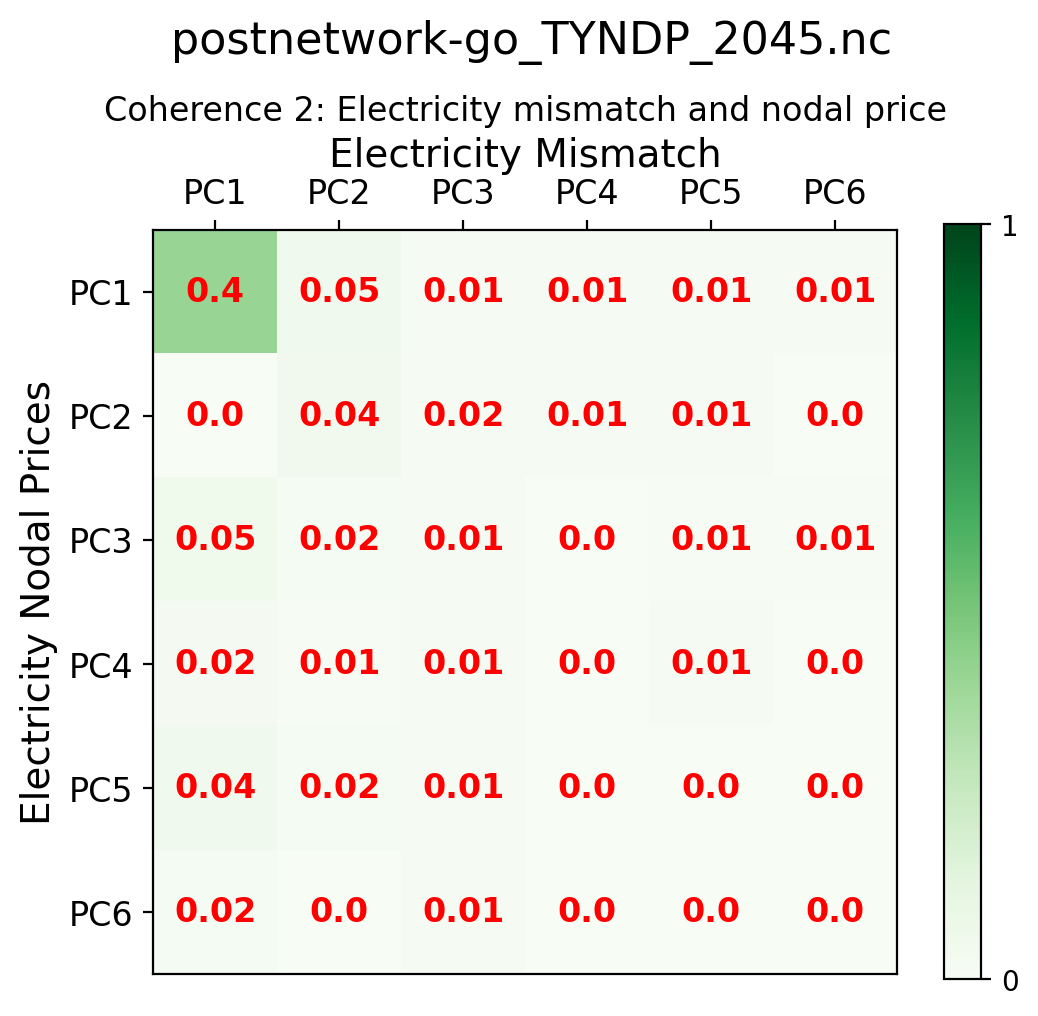 postnetwork-go_TYNDP_2045.nc
Coherence 2: Electricity mismatch and nodal price
Electricity Mismatch
PC1 PC2 PC3 PC4 PC5 PC6
1
PC1 0.4 0.05 0.01 0.01 0.01 0.01
PC2 0.0 0.04 0.02 0.01 0.01 0.0
PC3 0.05 0.02 0.01 0.0 0.01 0.01
PC4 0.02 0.01 0.01 0.0 0.01 0.0
PC5 0.04 0.02 0.01 0.0 0.0 0.0
PC6 0.02 0.0 0.01 0.0 0.0 0.0
0
Electricity Nodal Prices